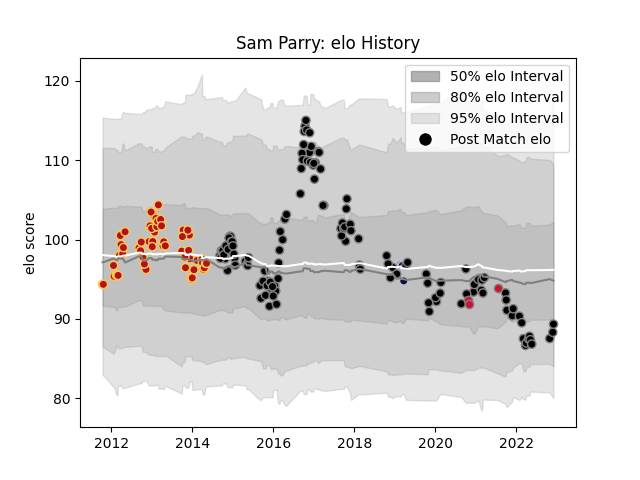 Sam Parry: elo History
50% elo Interval
80% elo Interval
95% elo Interval
Post Match elo
elo score
120
110
100
90
80
2012 2014 2016 2018 2020 2022